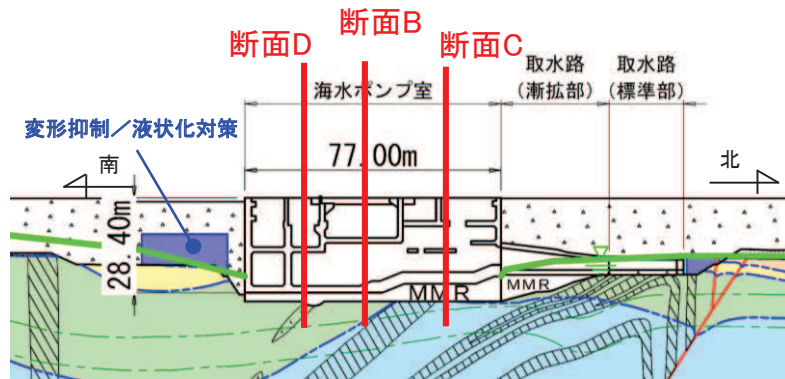 断面D
断面B
断面C
海水ポンプ室
取水路
(漸拡部)
取水路
(標準部)
変形抑制/液状化対策
77.00m
南
北
28.40m
MMR
MMR